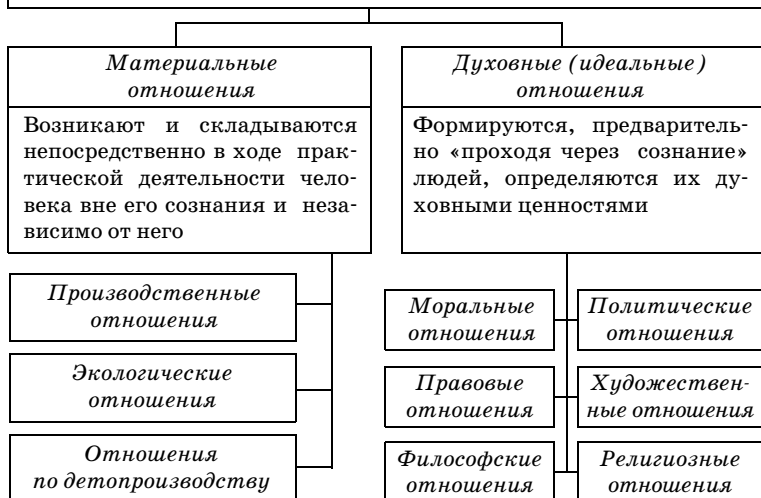 Материальные
отношения
Возникают и складываются
непосредственно в ходе прак-
тической деятельности чело-
века вне его сознания и неза-
висимо от него
Производственные
отношения
Экологические
отношения
Отношения
по детопроизводству
Духовные (идеальные)
отношения
Формируются, предваритель-
но «проходя через сознание»
людей, определяются их ду-
ховными ценностями
Моральные
отношения
Политические
отношения
Правовые
отношения
Художествен-
ные отношения
Философские
отношения
Религиозные
отношения